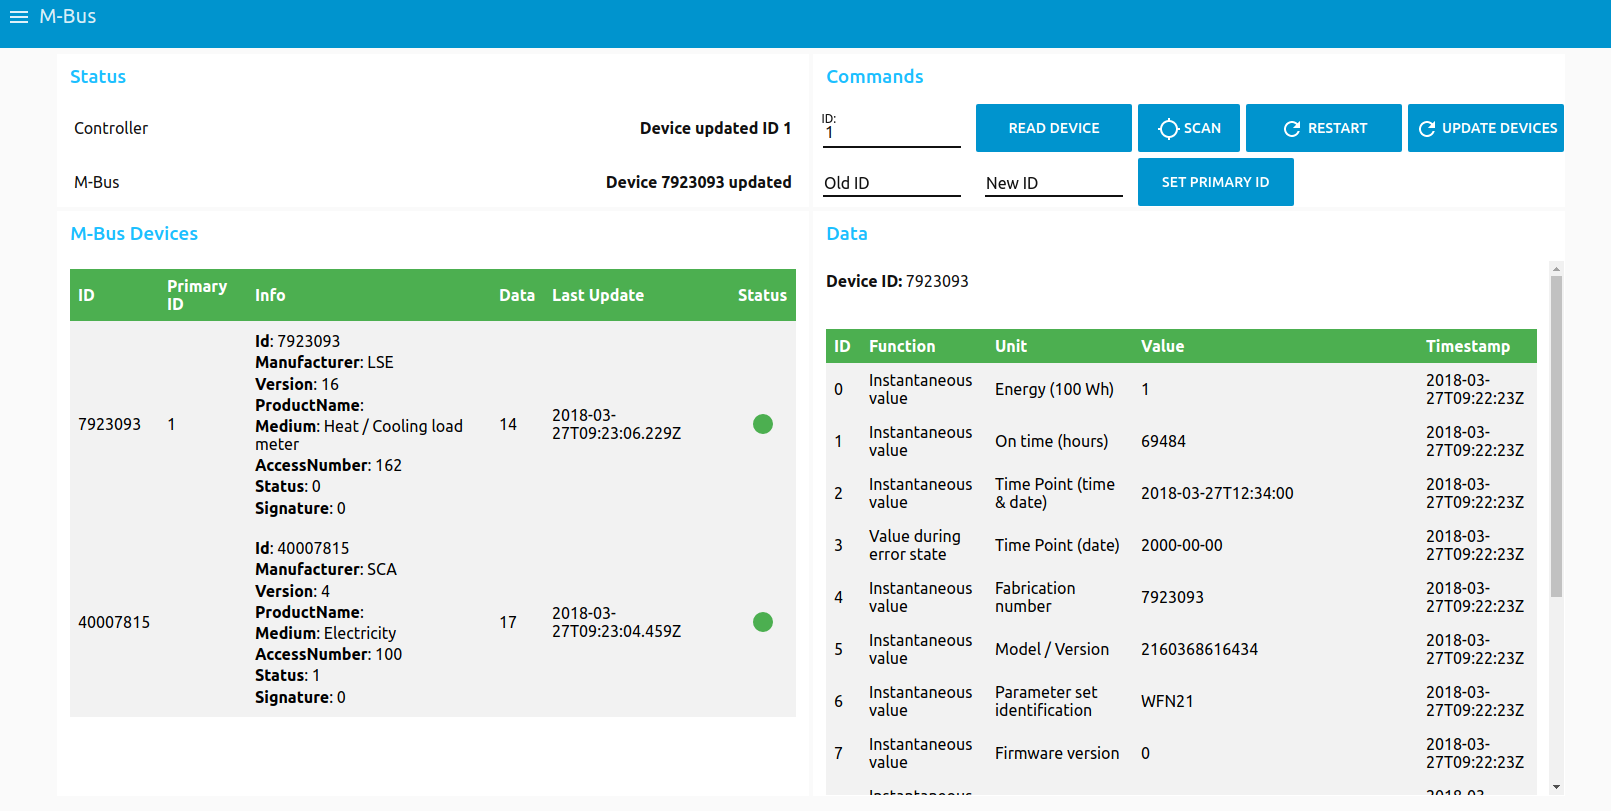 M-Bus
Status
Controller
Device updated ID 1
M-Bus
Device 7923093 updated
Commands
ID:
1
READ DEVICE
SCAN
RESTART
UPDATE DEVICES
Old ID
New ID
SET PRIMARY ID
M-Bus Devices
ID
Primary
ID
Info
Data
Last Update
Status
7923093
1
Id: 7923093
Manufacturer: LSE
Version: 16
ProductName:
Medium: Heat / Cooling load
meter
AccessNumber: 162
Status: 0
Signature: 0
14
2018-03-
27T09:23:06.229Z
40007815
Id: 40007815
Manufacturer: SCA
Version: 4
ProductName:
Medium: Electricity
AccessNumber: 100
Status: 1
Signature: 0
17
2018-03-
27T09:23:04.459Z
Data
Device ID: 7923093
ID
Function
Unit
Value
Timestamp
0
Instantaneous
value
Energy (100 Wh)
1
2018-03-
27T09:22:23Z
1
Instantaneous
value
On time (hours)
69484
2018-03-
27T09:22:23Z
2
Instantaneous
value
Time Point (time
& date)
2018-03-27T12:34:00
2018-03-
27T09:22:23Z
3
Value during
error state
Time Point (date)
2000-00-00
2018-03-
27T09:22:23Z
4
Instantaneous
value
Fabrication
number
7923093
2018-03-
27T09:22:23Z
5
Instantaneous
value
Model / Version
2160368616434
2018-03-
27T09:22:23Z
6
Instantaneous
value
Parameter set
identification
WFN21
2018-03-
27T09:22:23Z
7
Instantaneous
value
Firmware version
0
2018-03-
27T09:22:23Z